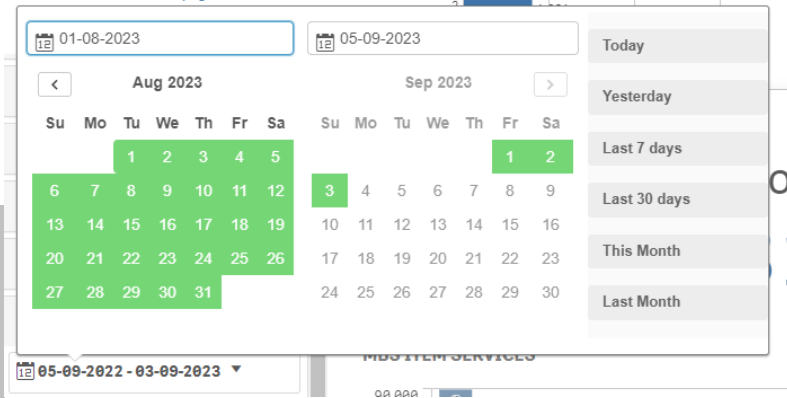 01-08-2023
05-09-2023
Aug 2023
Sep 2023
Su Mo Tu We Th Fr Sa
Su Mo Tu We Th Fr Sa
1 2 3 4 5
1 2
6 7 8 9 10 11 12
3 4 5 6 7 8 9
13 14 15 16 17 18 19
10 11 12 13 14 15 16
20 21 22 23 24 25 26
17 18 19 20 21 22 23
27 28 29 30 31
24 25 26 27 28 29 30
Today
Yesterday
Last 7 days
Last 30 days
This Month
Last Month
05-09-2022 - 03-09-2023
MBS ITEM SERVICES
90,000